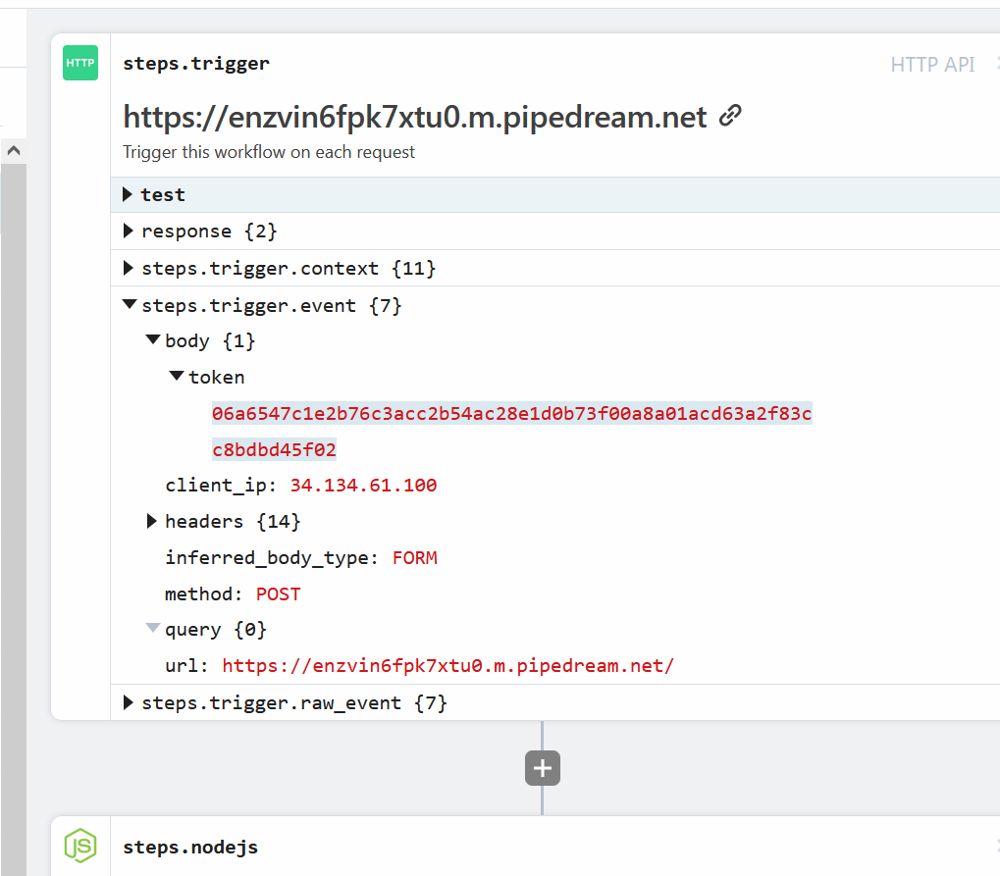 HTTP
steps.trigger
HTTP API
https://enzvin6fpk7xtu0.m.pipedream.net
Trigger this workflow on each request
test
response {2}
steps.trigger.context {11}
steps.trigger.event {7}
body {1}
token
06a6547c1e2b76c3acc2b54ac28e1d0b73f00a8a01acd63a2f83c
c8bdbd45f02
client_ip: 34.134.61.100
headers {14}
inferred_body_type: FORM
method: POST
query {0}
url: https://enzvin6fpk7xtu0.m.pipedream.net/
steps.trigger.raw_event {7}
JS
steps.nodejs